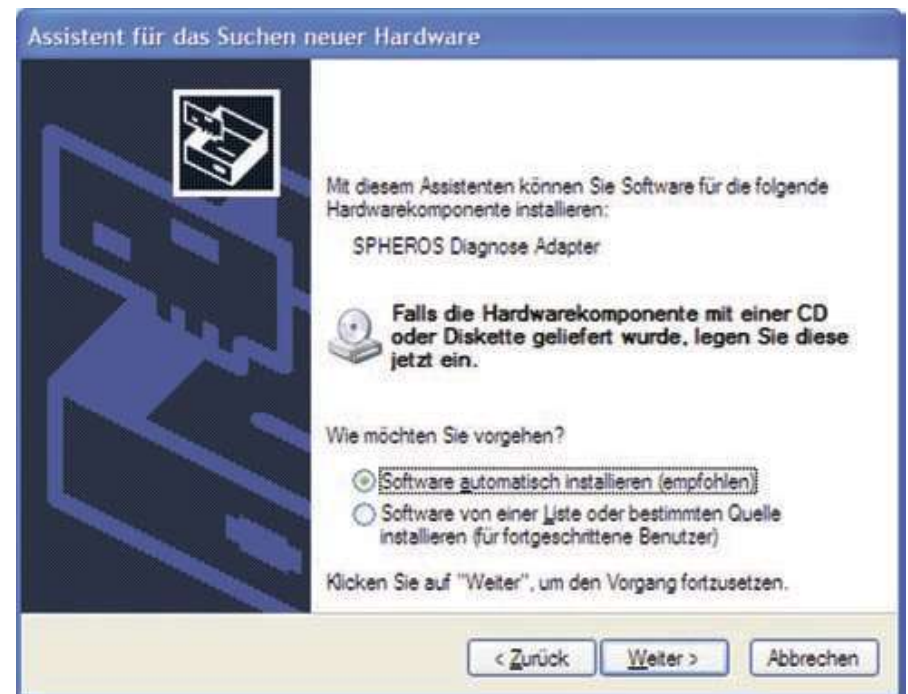 Assistent für das Suchen neuer Hardware
Mit diesem Assistenten können Sie Software für die folgende
Hardwarekomponente installieren:
SPHEROS Diagnose Adapter
Falls die Hardwarekomponente mit einer CD
oder Diskette geliefert wurde, legen Sie diese
jetzt ein.
Wie möchten Sie vorgehen?
Software automatisch installieren (empfohlen)
Software von einer Liste oder bestimmten Quelle
installieren (für fortgeschrittene Benutzer)
Klicken Sie auf "Weiter", um den Vorgang fortzusetzen.
< Zurück Weiter > Abbrechen